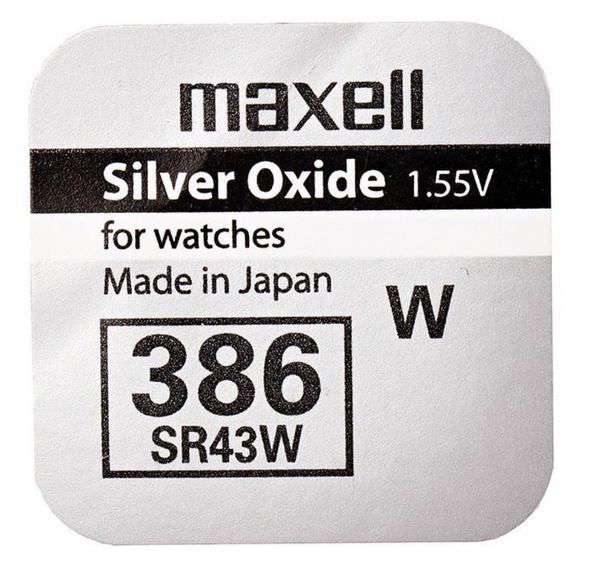 maxell
Silver Oxide 1.55V
for watches
Made in Japan
W
386
SR43W